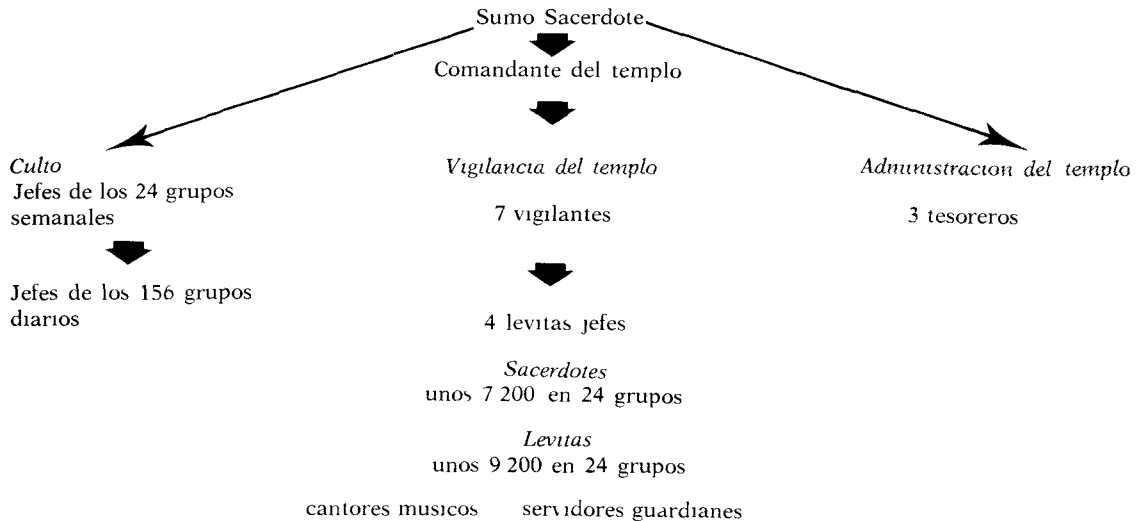 Sumo Sacerdote
Comandante del templo
Culto
Jefes de los 24 grupos
semanales
Jefes de los 156 grupos
diarios
Vigilancia del templo
7 vigilantes
4 levitas jefes
Administracion del templo
3 tesoreros
Sacerdotes
unos 7 200 en 24 grupos
Levitas
unos 9 200 en 24 grupos
cantores musicos servidores guardianes